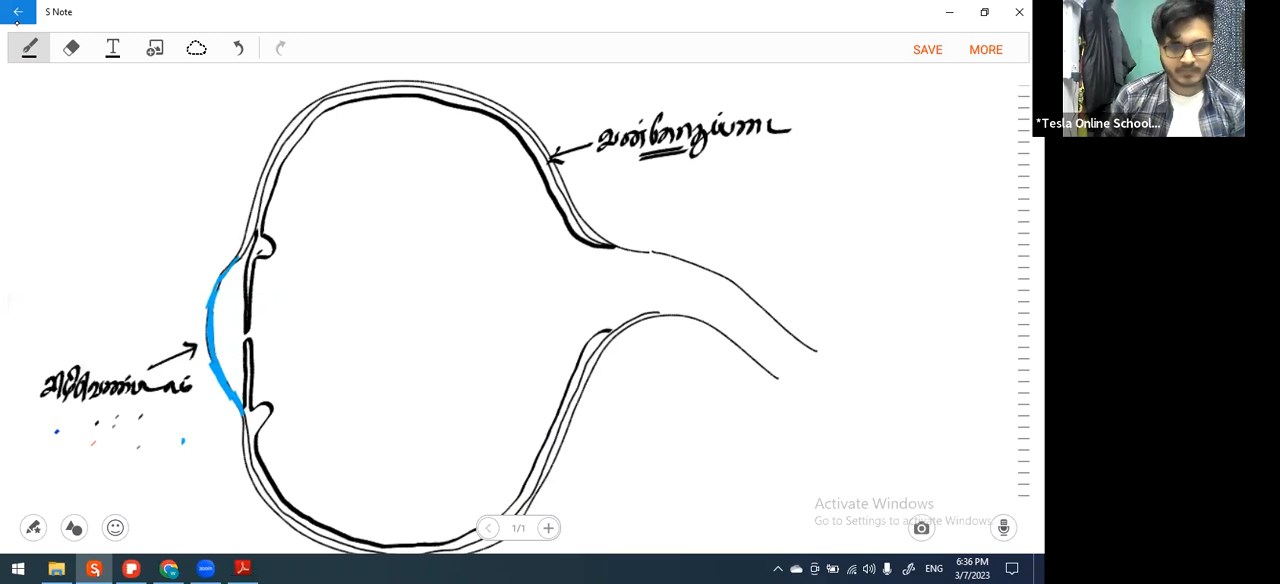 S Note
SAVE
MORE
*Tesla Online School...
வன்கோதுப்படை
விழிவெண்படலம்
1/1
Activate Windows
Go to Settings to activate Windows.
ENG
6:36 PM
3/7/2023